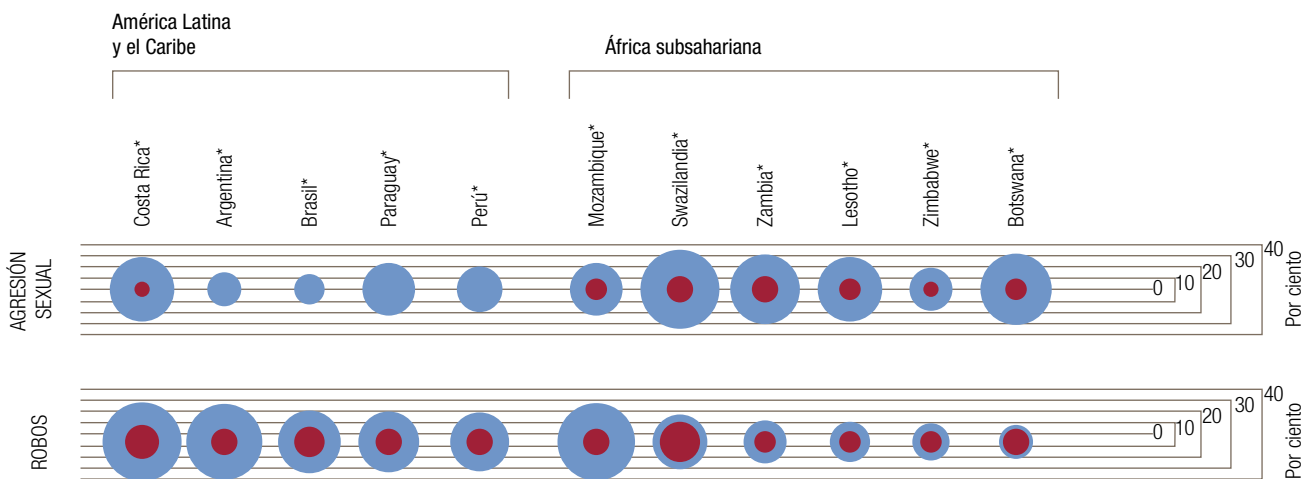 América Latina
y el Caribe
África subsahariana
Costa Rica*
Argentina*
Brasil*
Paraguay*
Perú*
Mozambique*
Swazilandia*
Zambia*
Lesotho*
Zimbabwe*
Botswana*
AGRESIÓN
SEXUAL
0
10
20
30
40
Por ciento
ROBOS
0
10
20
30
40
Por ciento